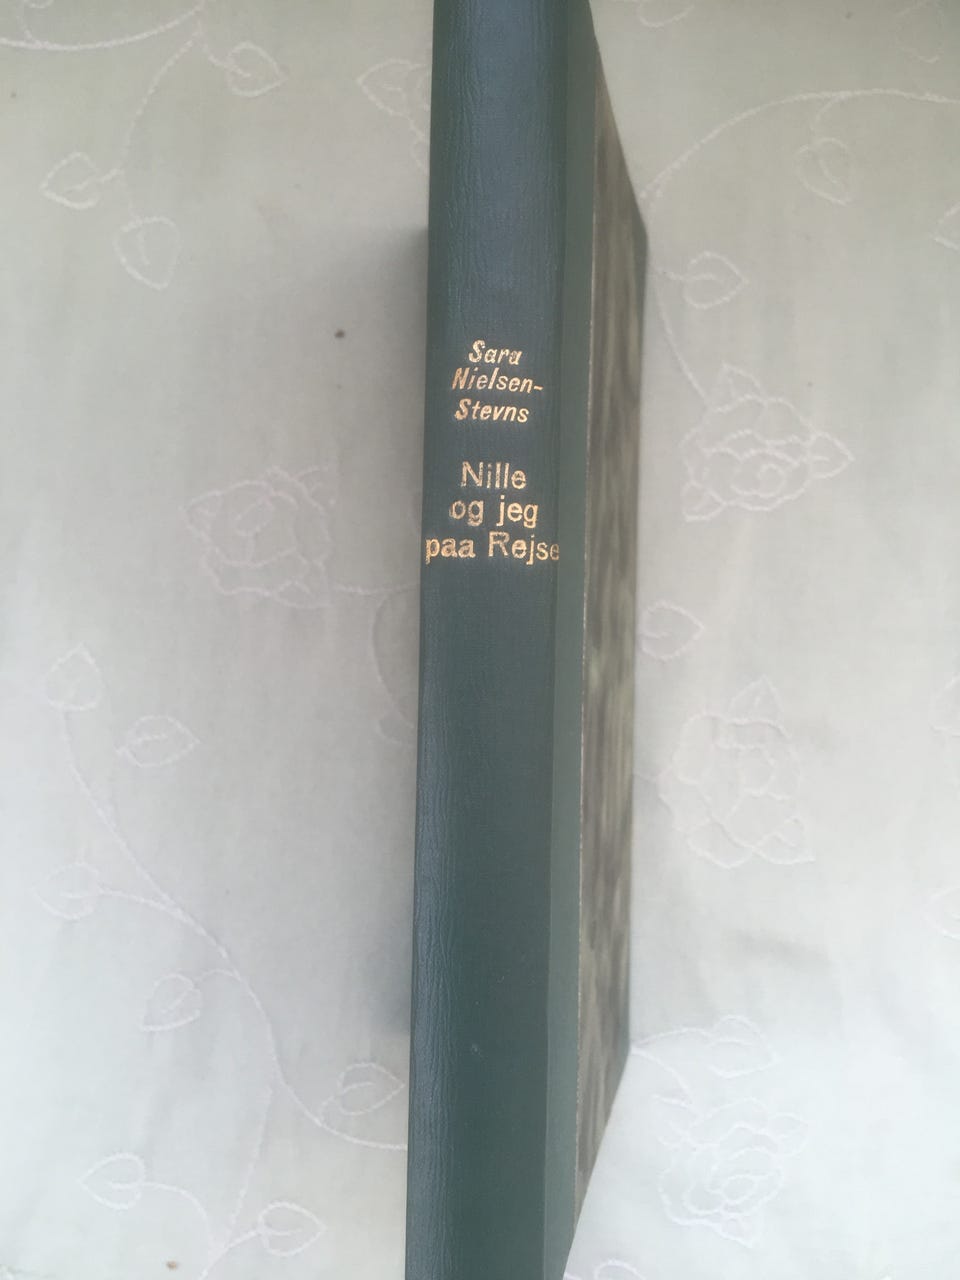 Sara
Nielsen-
Stevns
Nille
og jeg
paa Rejse